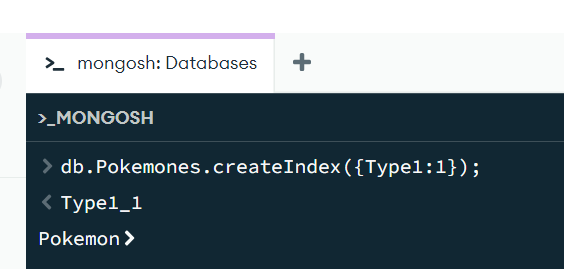 >_ mongosh: Databases +
>_MONGOSH
> db.Pokemones.createIndex({Type1:1});
< Type1_1
Pokemon>